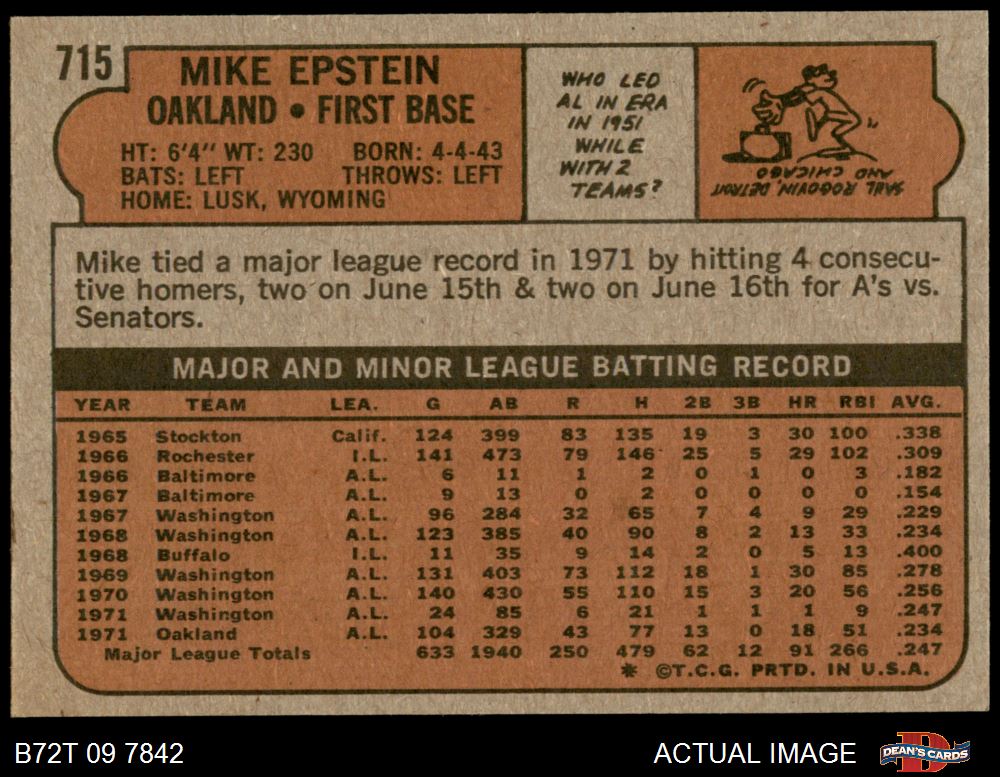 715
MIKE EPSTEIN
OAKLAND • FIRST BASE
HT: 6'4" WT: 230 BORN: 4-4-43
BATS: LEFT THROWS: LEFT
HOME: LUSK, WYOMING
WHO LED
AL IN ERA
IN 1951
WHILE
WITH 2
TEAMS?
SAUL ROGOVIN, DETROIT
AND CHICAGO
Mike tied a major league record in 1971 by hitting 4 consecu-
tive homers, two on June 15th & two on June 16th for A's vs.
Senators.
MAJOR AND MINOR LEAGUE BATTING RECORD
YEAR TEAM LEA. G AB R H 2B 3B HR RBI AVG.
1965 Stockton Calif. 124 399 83 135 19 3 30 100 .338
1966 Rochester I.L. 141 473 79 146 25 5 29 102 .309
1966 Baltimore A.L. 6 11 1 2 0 1 0 3 .182
1967 Baltimore A.L. 9 13 0 2 0 0 0 0 .154
1967 Washington A.L. 96 284 32 65 7 4 9 29 .229
1968 Washington A.L. 123 385 40 90 8 2 13 33 .234
1968 Buffalo I.L. 11 35 9 14 2 0 5 13 .400
1969 Washington A.L. 131 403 73 112 18 1 30 85 .278
1970 Washington A.L. 140 430 55 110 15 3 20 56 .256
1971 Washington A.L. 24 85 6 21 1 1 1 9 .247
1971 Oakland A.L. 104 329 43 77 13 0 18 51 .234
Major League Totals 633 1940 250 479 62 12 91 266 .247
* ©T.C.G. PRTD. IN U.S.A.
B72T 09 7842 ACTUAL IMAGE D DEAN'S CARDS